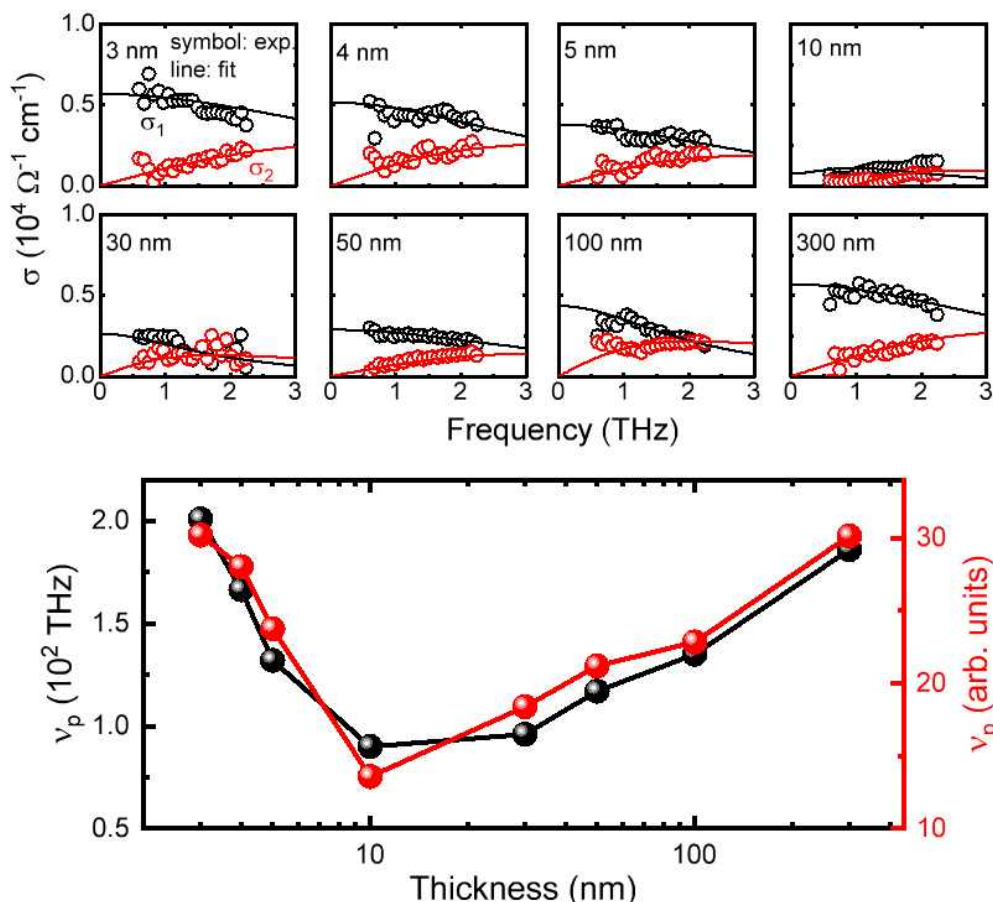 1.0
3 nm symbol: exp. 4 nm 5 nm 10 nm
line: fit
0.5
σ1
σ2
0.0
1.0
30 nm 50 nm 100 nm 300 nm
0.5
0.0
0 1 2 0 1 2 0 1 2 0 1 2 3
σ (10⁴ Ω⁻¹ cm⁻¹)
Frequency (THz)
2.0
1.5
1.0
0.5
νp (10² THz)
30
20
10
νp (arb. units)
10 100
Thickness (nm)